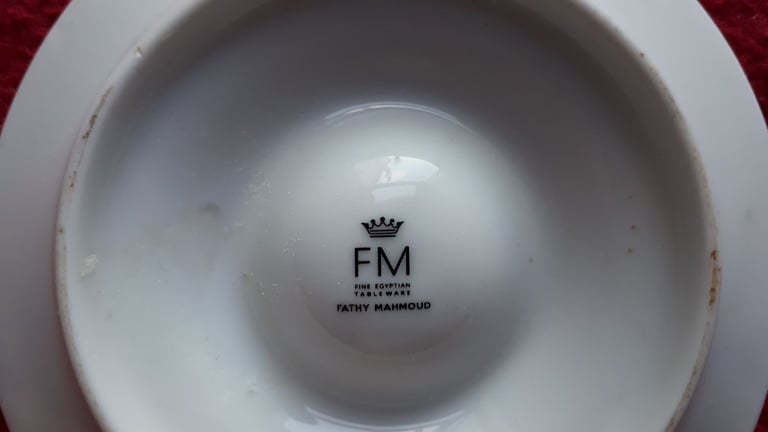 FM
FINE EGYPTIAN
TABLEWARE
FATHY MAHMOUD